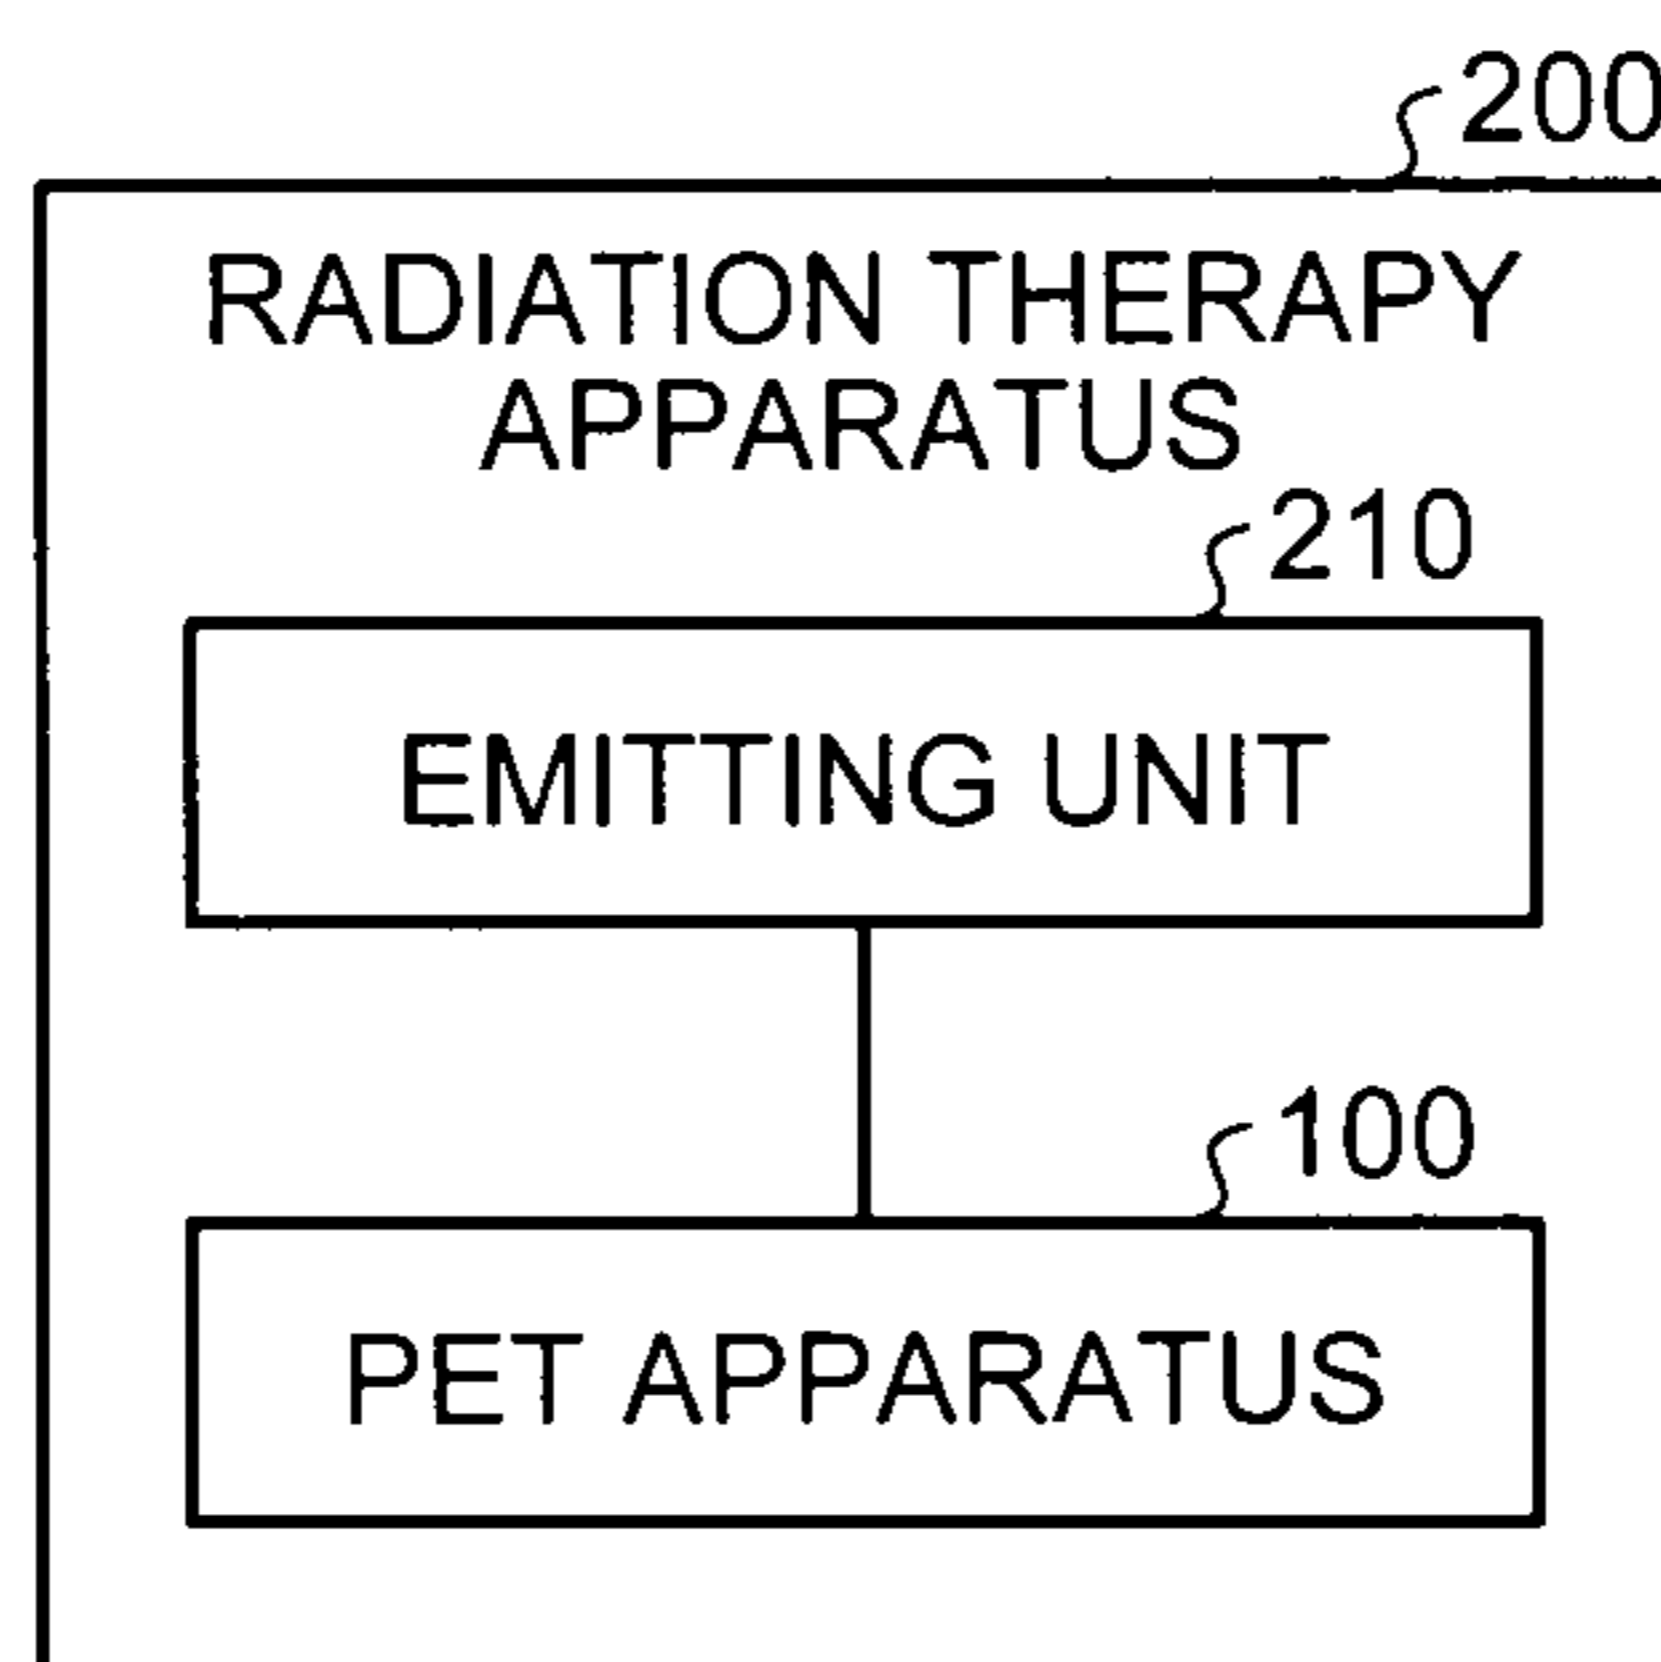 200
RADIATION THERAPY
APPARATUS
210
EMITTING UNIT
100
PET APPARATUS